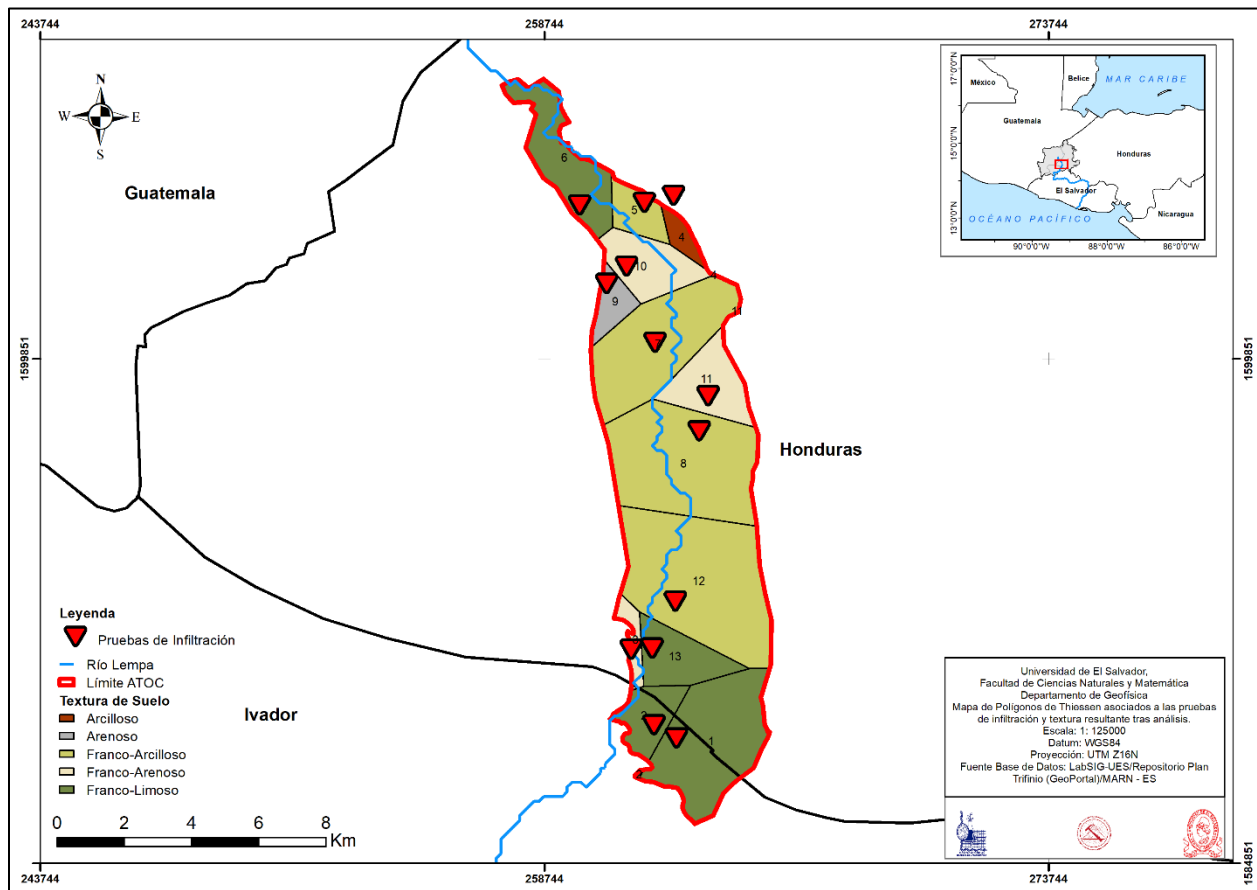 243744 258744 273744
N
W E
S
Guatemala
Honduras
Ivador
1599851
1599851
1584851
6
5
4
10
9
4
11
11
8
12
13
2
1
17°0'0"N
15°0'0"N
13°0'0"N
México
Belice
MAR CARIBE
Guatemala
Honduras
El Salvador
Nicaragua
OCÉANO PACÍFICO
90°0'0"W 88°0'0"W 86°0'0"W
Leyenda
Pruebas de Infiltración
Río Lempa
Límite ATOC
Textura de Suelo
Arcilloso
Arenoso
Franco-Arcilloso
Franco-Arenoso
Franco-Limoso
0 2 4 6 8
Km
Universidad de El Salvador,
Facultad de Ciencias Naturales y Matemática
Departamento de Geofísica
Mapa de Polígonos de Thiessen asociados a las pruebas
de infiltración y textura resultante tras análisis.
Escala: 1: 125000
Datum: WGS84
Proyección: UTM Z16N
Fuente Base de Datos: LabSIG-UES/Repositorio Plan
Trifinio (GeoPortal)/MARN - ES
243744 258744 273744